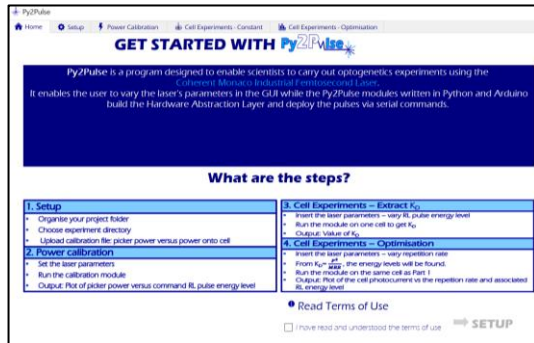 Py2Pulse
Home Setup Power Calibration Cell Experiments - Constant Cell Experiments - Optimisation
GET STARTED WITH Py2Pulse
Py2Pulse is a program designed to enable scientists to carry out optogenetics experiments using the
Coherent Monaco Industrial Femtosecond Laser.
It enables the user to vary the laser's parameters in the GUI while the Py2Pulse modules written in Python and Arduino
build the Hardware Abstraction Layer and deploy the pulses via serial commands.
What are the steps?
1. Setup
• Organise your project folder
• Choose experiment directory
• Upload calibration file: picker power versus power onto cell
2. Power calibration
• Set the laser parameters
• Run the calibration module
• Output: Plot of picker power versus command RL pulse energy level
3. Cell Experiments – Extract K_D
• Insert the laser parameters – vary RL pulse energy level
• Run the module on one cell to get K_D
• Output: Value of K_D
4. Cell Experiments – Optimisation
• Insert the laser parameters – vary repetition rate
• From K_D= the energy levels will be found.
• Run the module on the same cell as Part 1
• Output: Plot of the cell photocurrent vs the repetition rate and associated
RL energy level
Read Terms of Use
I have read and understood the terms of use
SETUP